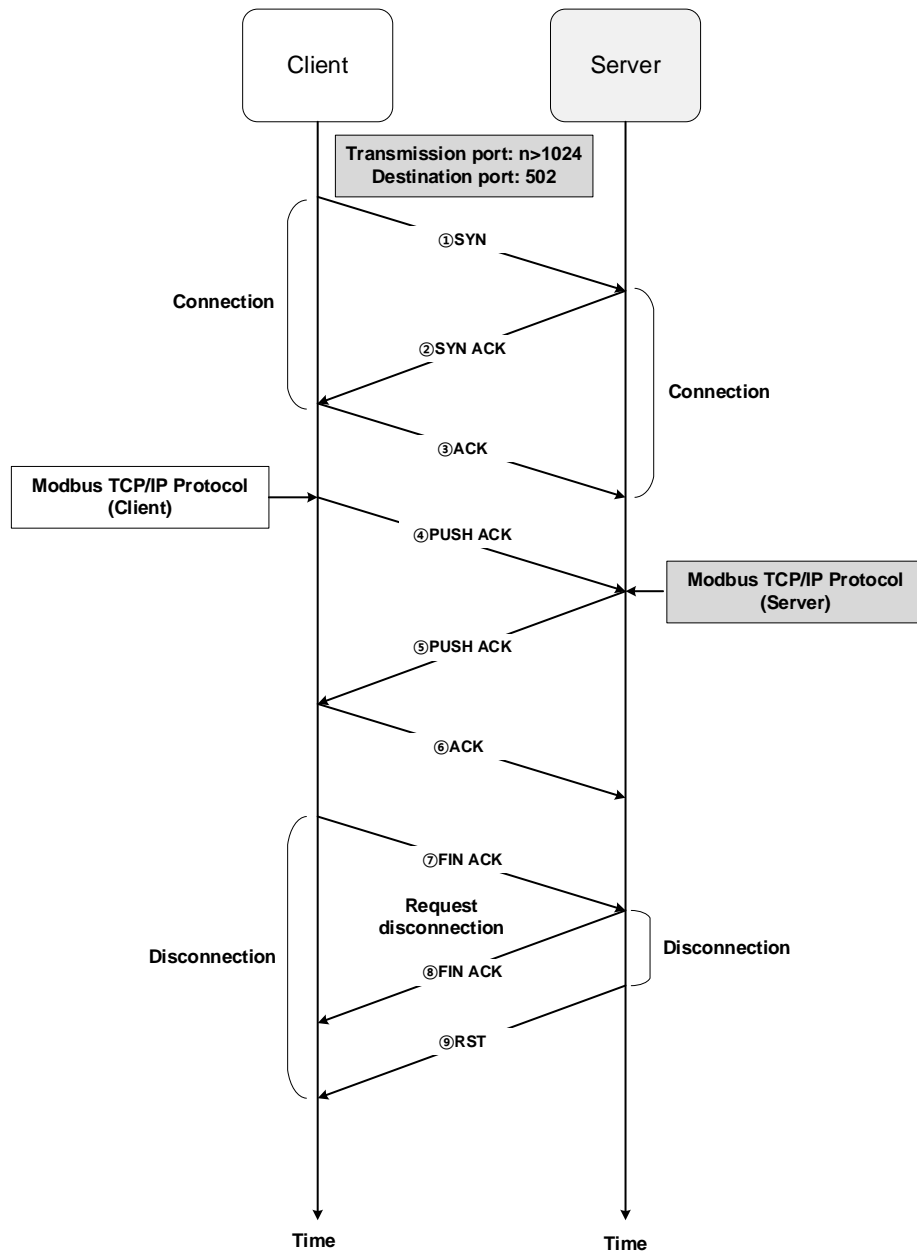 Client
Server
Transmission port: n>1024
Destination port: 502
①SYN
Connection
②SYN ACK
Connection
③ACK
Modbus TCP/IP Protocol
(Client)
④PUSH ACK
Modbus TCP/IP Protocol
(Server)
⑤PUSH ACK
⑥ACK
⑦FIN ACK
Request
disconnection
Disconnection
Disconnection
⑧FIN ACK
⑨RST
Time
Time